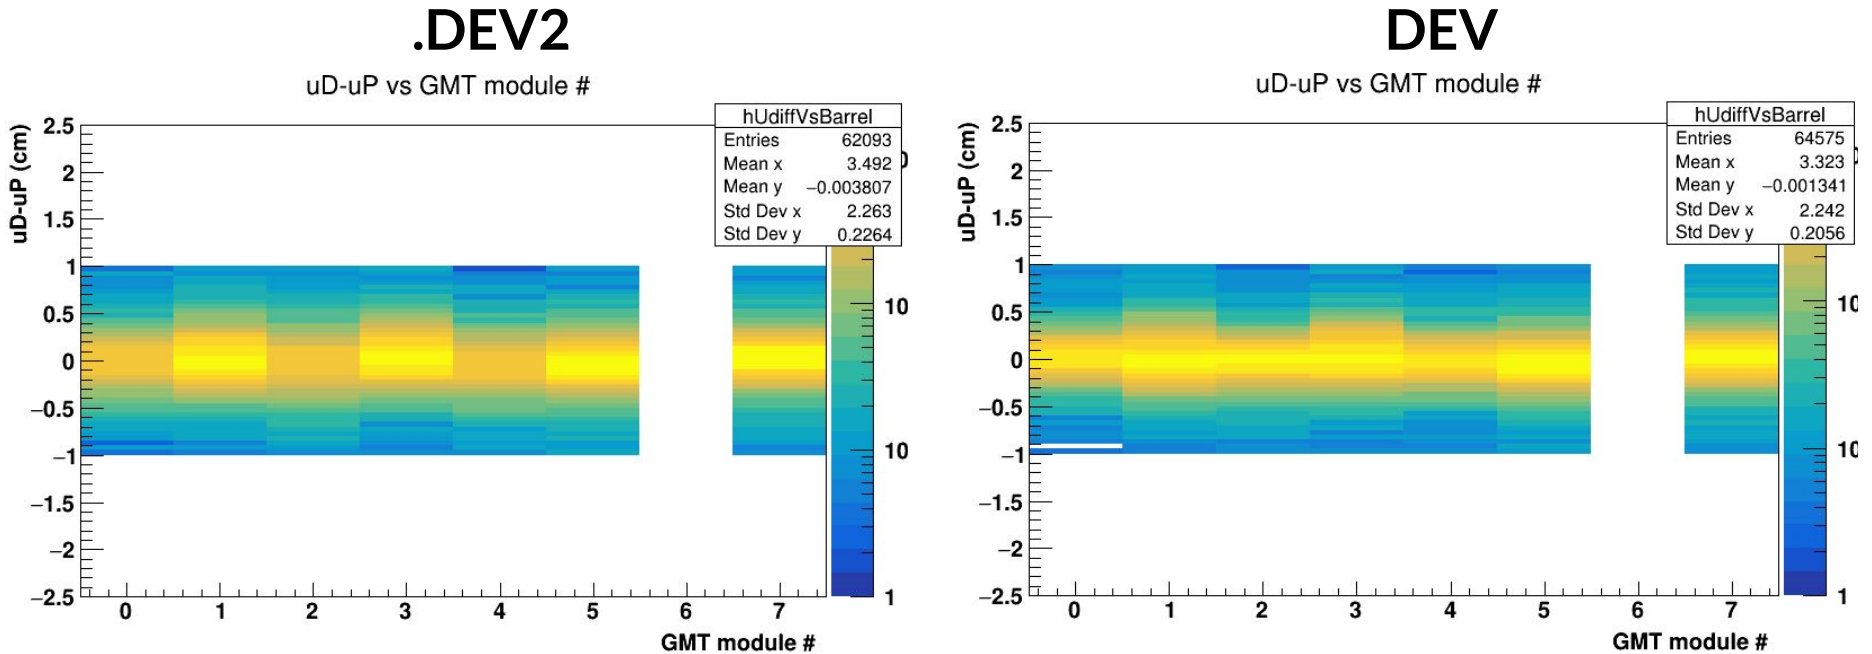 .DEV2
uD-uP vs GMT module #
hUdiffVsBarrel
Entries 62093
Mean x 3.492
Mean y −0.003807
Std Dev x 2.263
Std Dev y 0.2264
uD-uP (cm)
2.5
2
1.5
1
0.5
0
−0.5
−1
−1.5
−2
−2.5
0 1 2 3 4 5 6 7
GMT module #
10
10
1
DEV
uD-uP vs GMT module #
hUdiffVsBarrel
Entries 64575
Mean x 3.323
Mean y −0.001341
Std Dev x 2.242
Std Dev y 0.2056
uD-uP (cm)
2.5
2
1.5
1
0.5
0
−0.5
−1
−1.5
−2
−2.5
0 1 2 3 4 5 6 7
GMT module #
10
10
1